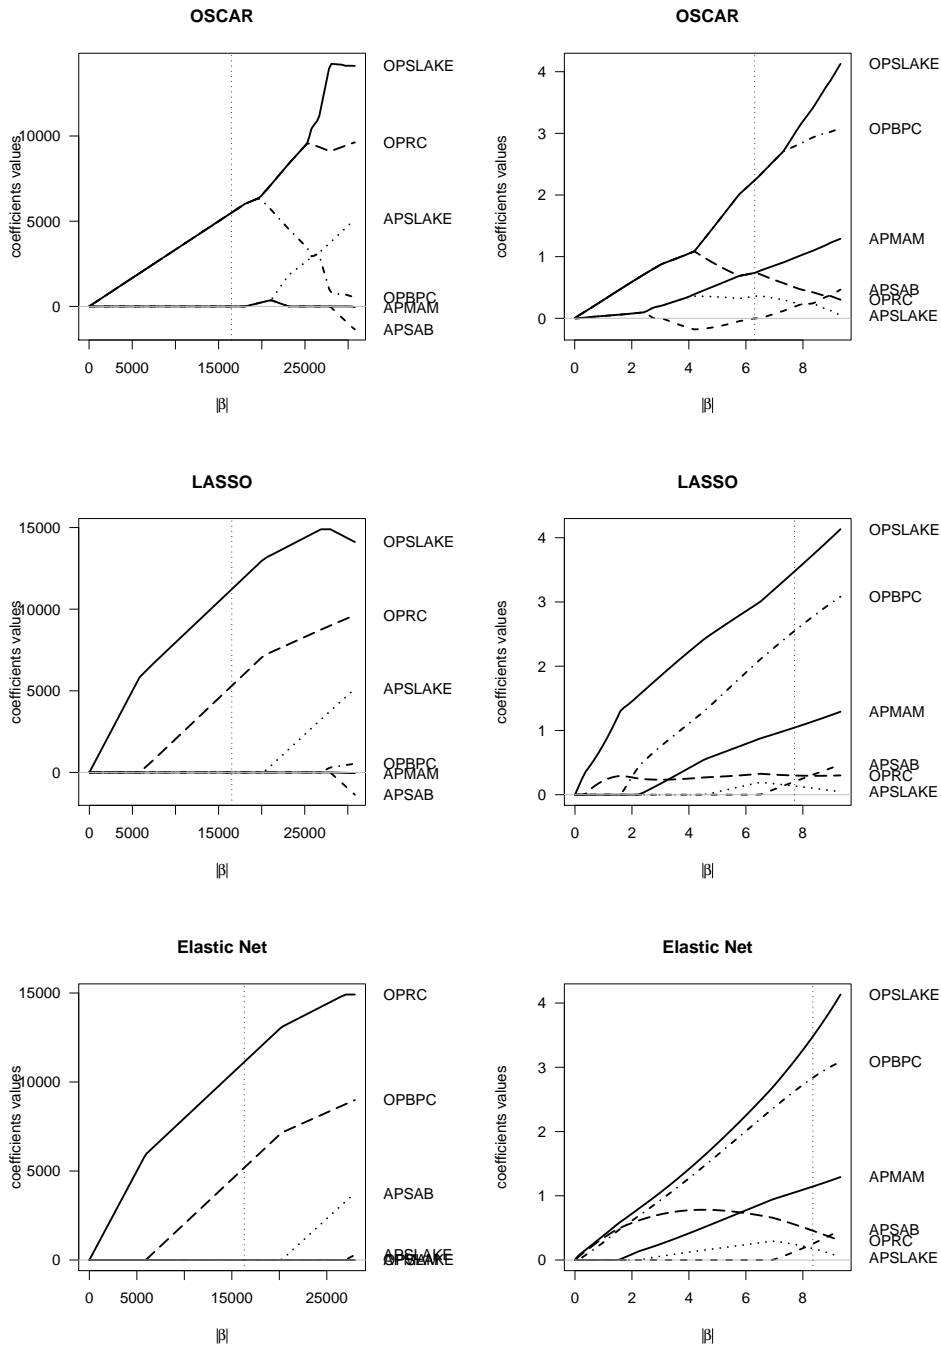 OSCAR
coefficients values
10000
5000
0
0
5000
15000
25000
|β|
OPSLAKE
OPRC
APSLAKE
OPBPC
APMAM
APSAB
OSCAR
coefficients values
4
3
2
1
0
0
2
4
6
8
|β|
OPSLAKE
OPBPC
APMAM
APSAB
OPRC
APSLAKE
LASSO
coefficients values
15000
10000
5000
0
0
5000
15000
25000
|β|
OPSLAKE
OPRC
APSLAKE
OPBPC
APMAM
APSAB
LASSO
coefficients values
4
3
2
1
0
0
2
4
6
8
|β|
OPSLAKE
OPBPC
APMAM
APSAB
OPRC
APSLAKE
Elastic Net
coefficients values
15000
10000
5000
0
0
5000
15000
25000
|β|
OPRC
OPBPC
APSAB
APSLAKE
Elastic Net
coefficients values
4
3
2
1
0
0
2
4
6
8
|β|
OPSLAKE
OPBPC
APMAM
APSAB
OPRC
APSLAKE